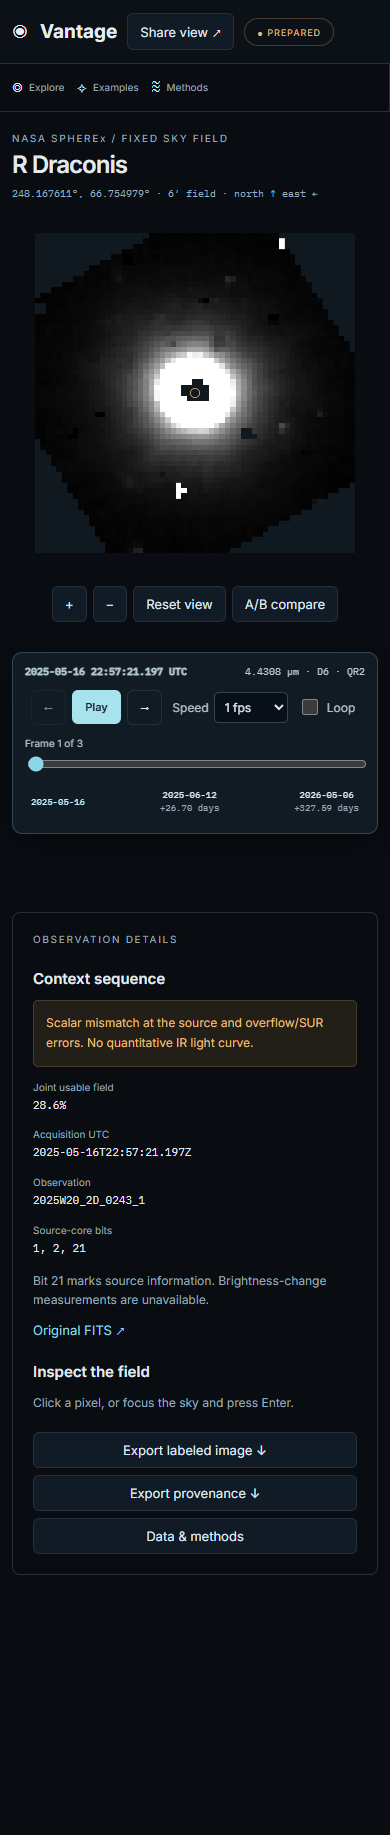 Vantage
Share view ↗
● PREPARED
Explore
Examples
Methods
NASA SPHEREx / FIXED SKY FIELD
R Draconis
248.167611°, 66.754979° · 6′ field · north ↑ east ←
+
−
Reset view
A/B compare
2025-05-16 22:57:21.197 UTC
4.4308 μm · D6 · QR2
←
Play
→
Speed
1 fps
Loop
Frame 1 of 3
2025-05-16
2025-06-12
+26.70 days
2026-05-06
+327.59 days
OBSERVATION DETAILS
Context sequence
Scalar mismatch at the source and overflow/SUR
errors. No quantitative IR light curve.
Joint usable field
28.6%
Acquisition UTC
2025-05-16T22:57:21.197Z
Observation
2025W20_2D_0243_1
Source-core bits
1, 2, 21
Bit 21 marks source information. Brightness-change
measurements are unavailable.
Original FITS ↗
Inspect the field
Click a pixel, or focus the sky and press Enter.
Export labeled image ↓
Export provenance ↓
Data & methods